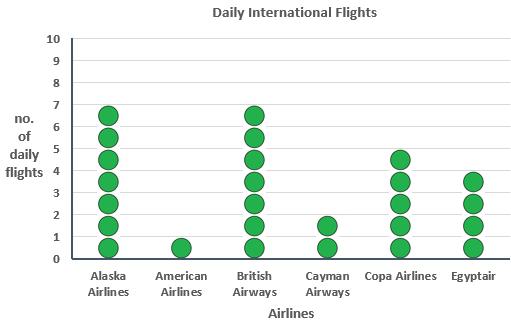 Daily International Flights
10
9
8
7
6
5
4
3
2
1
0
no.
of
daily
flights
Alaska
Airlines
American
Airlines
British
Airways
Cayman
Airways
Copa Airlines
Egyptair
Airlines